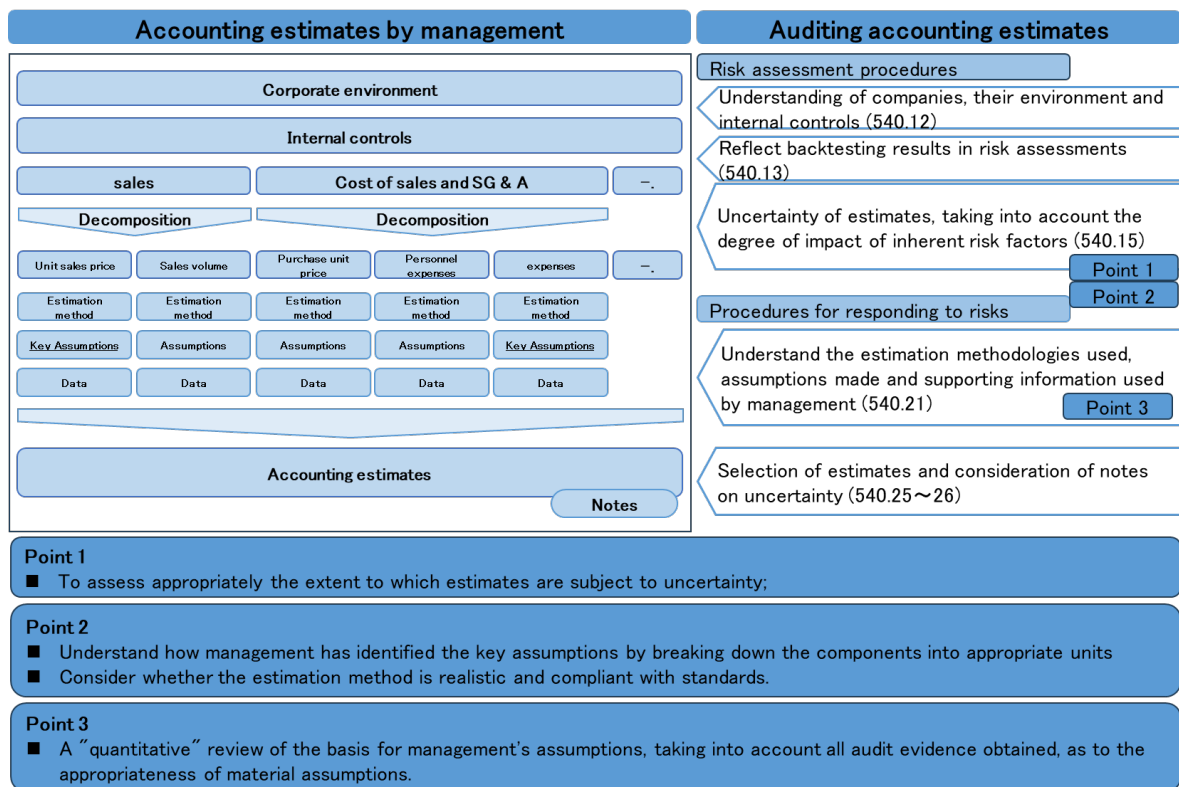 Accounting estimates by management
Auditing accounting estimates
Corporate environment
Internal controls
sales
Cost of sales and SG & A
–.
Decomposition
Decomposition
Unit sales price
Sales volume
Purchase unit
price
Personnel
expenses
expenses
–.
Estimation
method
Estimation
method
Estimation
method
Estimation
method
Estimation
method
Key Assumptions
Assumptions
Assumptions
Assumptions
Key Assumptions
Data
Data
Data
Data
Data
Accounting estimates
Notes
Risk assessment procedures
Understanding of companies, their environment and
internal controls (540.12)
Reflect backtesting results in risk assessments
(540.13)
Uncertainty of estimates, taking into account the
degree of impact of inherent risk factors (540.15)
Point 1
Point 2
Procedures for responding to risks
Understand the estimation methodologies used,
assumptions made and supporting information used
by management (540.21)
Point 3
Selection of estimates and consideration of notes
on uncertainty (540.25～26)
Point 1
■ To assess appropriately the extent to which estimates are subject to uncertainty;
Point 2
■ Understand how management has identified the key assumptions by breaking down the components into appropriate units
■ Consider whether the estimation method is realistic and compliant with standards.
Point 3
■ A "quantitative" review of the basis for management's assumptions, taking into account all audit evidence obtained, as to the
appropriateness of material assumptions.